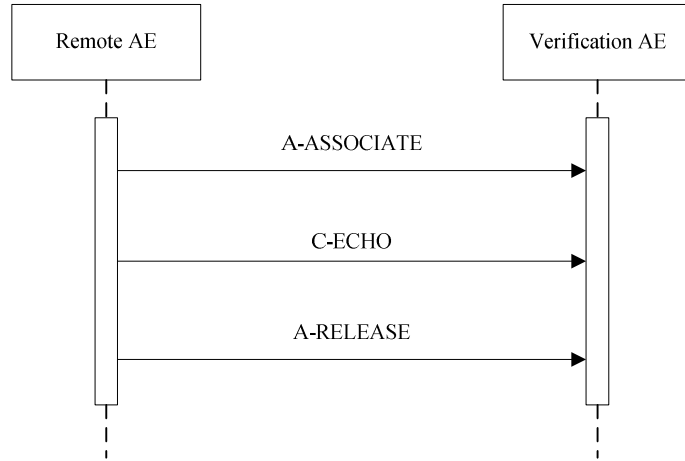 Remote AE
Verification AE
A-ASSOCIATE
C-ECHO
A-RELEASE